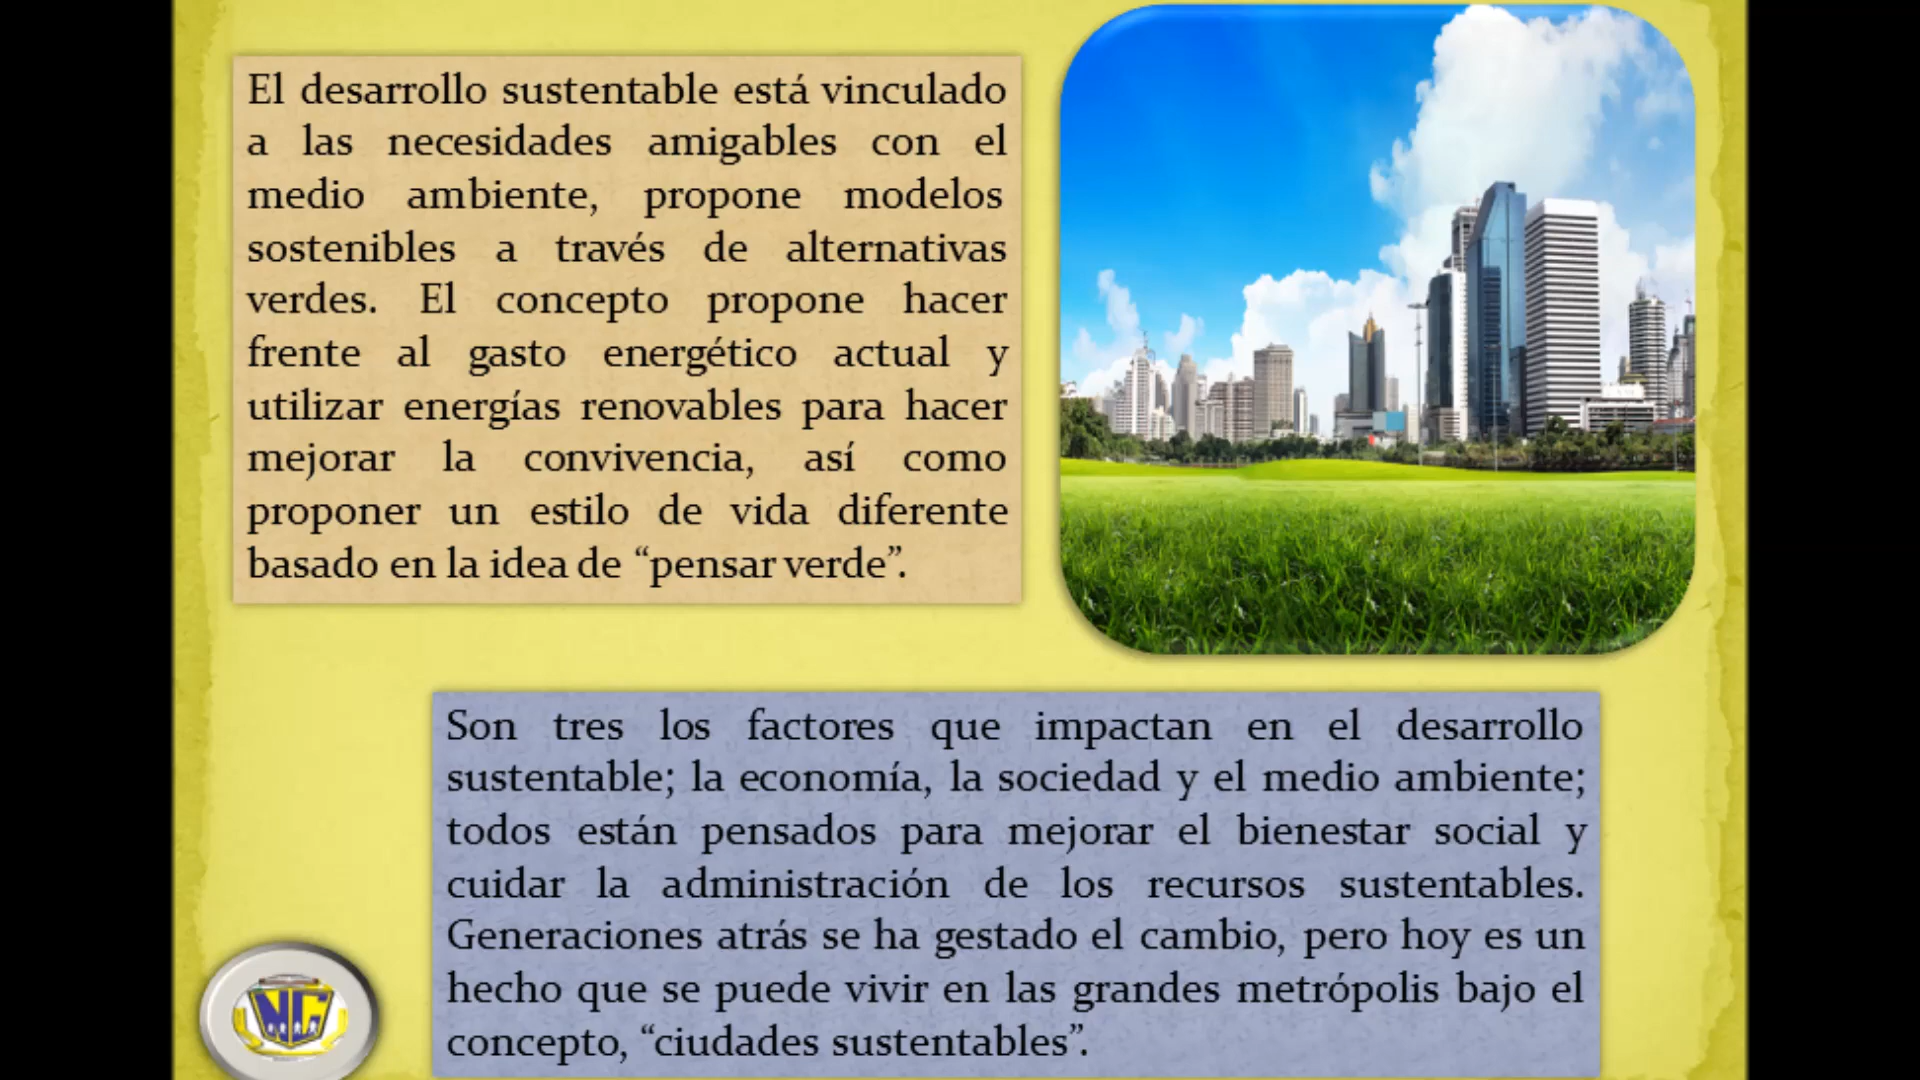 El desarrollo sustentable está vinculado
a las necesidades amigables con el
medio ambiente, propone modelos
sostenibles a través de alternativas
verdes. El concepto propone hacer
frente al gasto energético actual y
utilizar energías renovables para hacer
mejorar la convivencia, así como
proponer un estilo de vida diferente
basado en la idea de “pensar verde”.
Son tres los factores que impactan en el desarrollo
sustentable; la economía, la sociedad y el medio ambiente;
todos están pensados para mejorar el bienestar social y
cuidar la administración de los recursos sustentables.
Generaciones atrás se ha gestado el cambio, pero hoy es un
hecho que se puede vivir en las grandes metrópolis bajo el
concepto, “ciudades sustentables”.